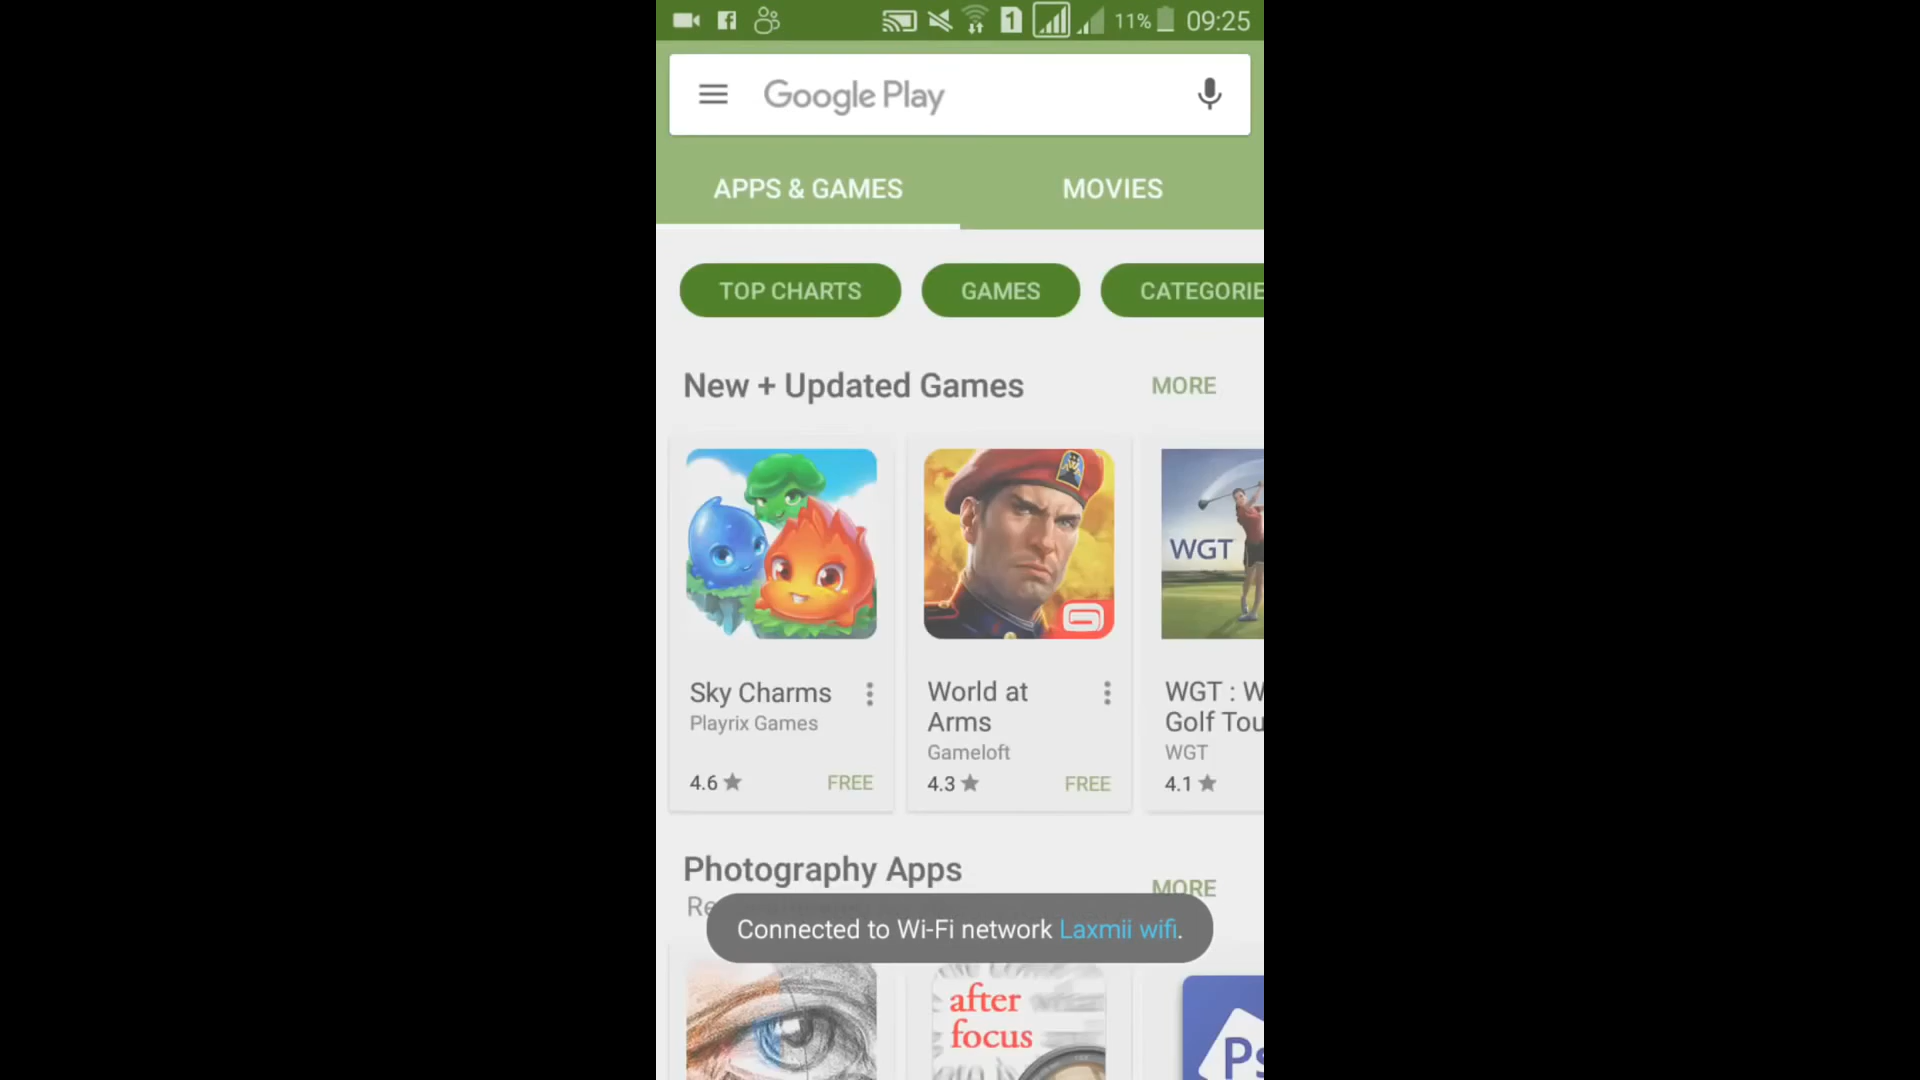 1
11%
09:25
Google Play
APPS & GAMES
MOVIES
TOP CHARTS
GAMES
CATEGORIE
New + Updated Games
MORE
WGT
Sky Charms
Playrix Games
4.6
FREE
World at
Arms
Gameloft
4.3
FREE
WGT : W
Golf Tou
WGT
4.1
Photography Apps
MORE
Re
Connected to Wi-Fi network Laxmii wifi.
after
focus
Ps